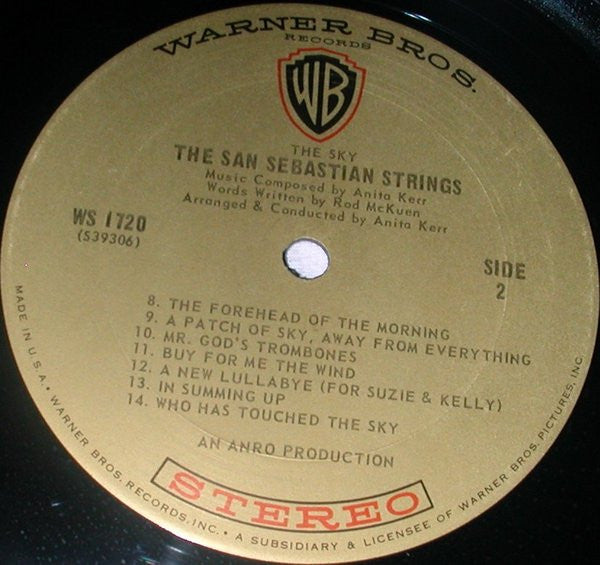 WARNER BROS.
RECORDS
WB
THE SKY
THE SAN SEBASTIAN STRINGS
Music Composed by Anita Kerr
Words Written by Rod McKuen
Arranged & Conducted by Anita Kerr
WS 1720
(S39306)
SIDE
2
8. THE FOREHEAD OF THE MORNING
9. A PATCH OF SKY, AWAY FROM EVERYTHING
10. MR. GOD'S TROMBONES
11. BUY FOR ME THE WIND
12. A NEW LULLABYE (FOR SUZIE & KELLY)
13. IN SUMMING UP
14. WHO HAS TOUCHED THE SKY
AN ANRO PRODUCTION
STEREO
MADE IN U.S.A. • WARNER BROS. RECORDS, INC. • A SUBSIDIARY & LICENSEE OF WARNER BROS. PICTURES, INC.